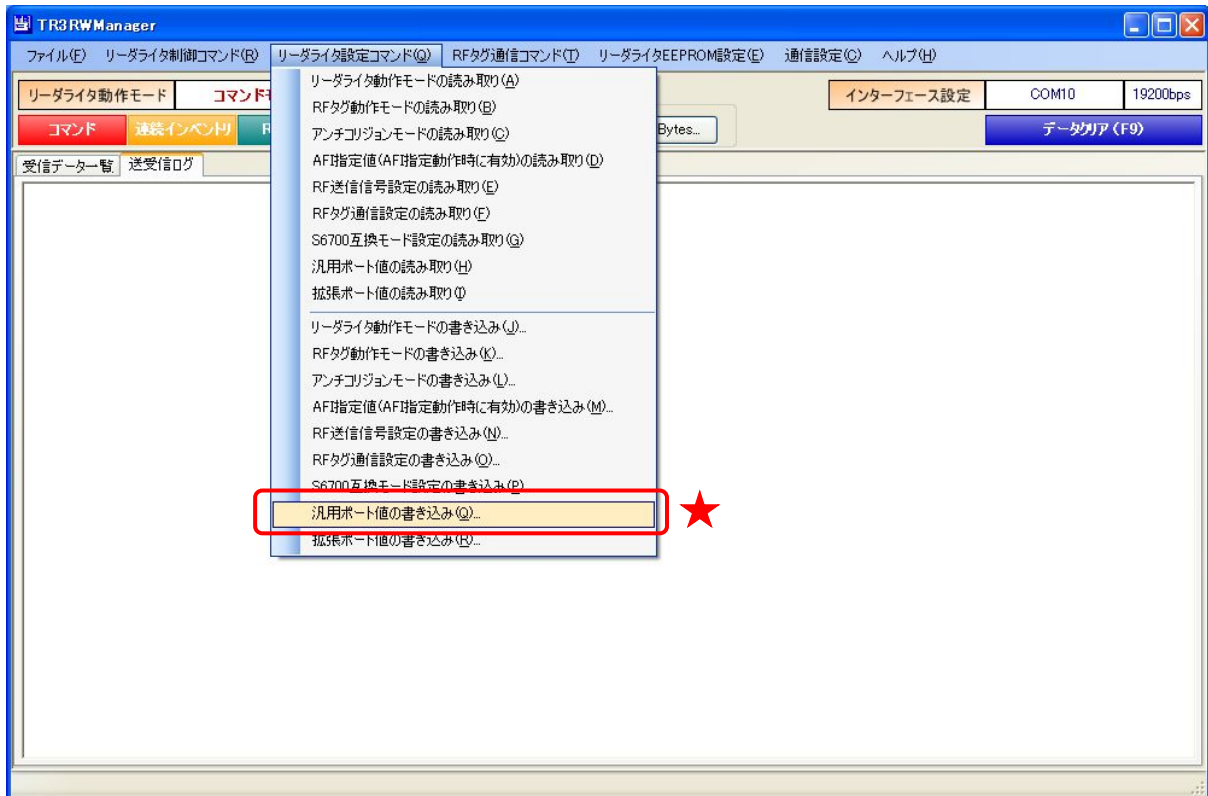 TR3RWManager
ファイル(F) リーダライタ制御コマンド(R) リーダライタ設定コマンド(Q) RFタグ通信コマンド(T) リーダライタEEPROM設定(E) 通信設定(C) ヘルプ(H)
リーダライタ動作モード コマンドモ インターフェース設定 COM10 19200bps
コマンド 連続インベントリ R Bytes... データクリア(F9)
受信データ一覧 送受信ログ
リーダライタ動作モードの読み取り(A)
RFタグ動作モードの読み取り(B)
アンチコリジョンモードの読み取り(C)
AFI指定値(AFI指定動作時に有効)の読み取り(D)
RF送信信号設定の読み取り(E)
RFタグ通信設定の読み取り(F)
S6700互換モード設定の読み取り(G)
汎用ポート値の読み取り(H)
拡張ポート値の読み取り(I)
リーダライタ動作モードの書き込み(J)...
RFタグ動作モードの書き込み(K)...
アンチコリジョンモードの書き込み(L)...
AFI指定値(AFI指定動作時に有効)の書き込み(M)...
RF送信信号設定の書き込み(N)...
RFタグ通信設定の書き込み(O)...
S6700互換モード設定の書き込み(P)
汎用ポート値の書き込み(Q)...
拡張ポート値の書き込み(R)...